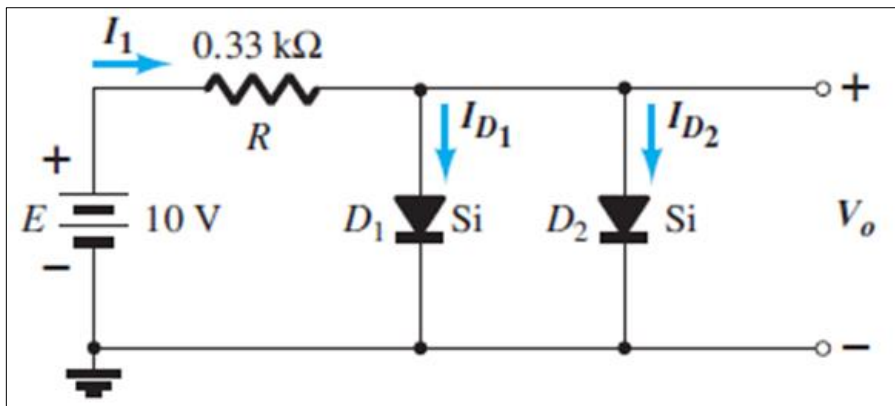 I1
0.33 kΩ
R
+
E
10 V
−
ID1
D1
Si
ID2
D2
Si
+
Vo
−